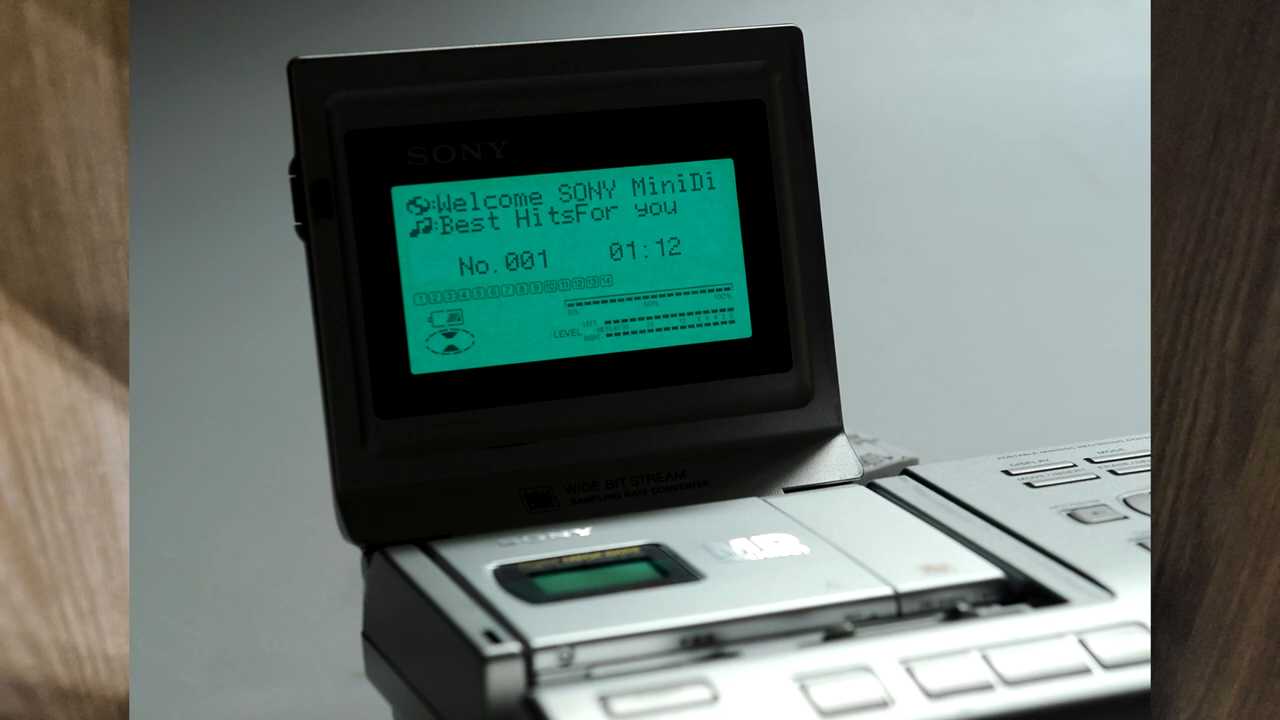 SONY
Welcome SONY MiniDi
Best HitsFor you
No.001 01:12
1 2 3 4 5 6 7 8 9 10 11 12 13 14
0% 50% 100%
LEVEL
LEFT
RIGHT
WIDE BIT STREAM
SAMPLING RATE CONVERTER
SONY
DISPLAY
MODE